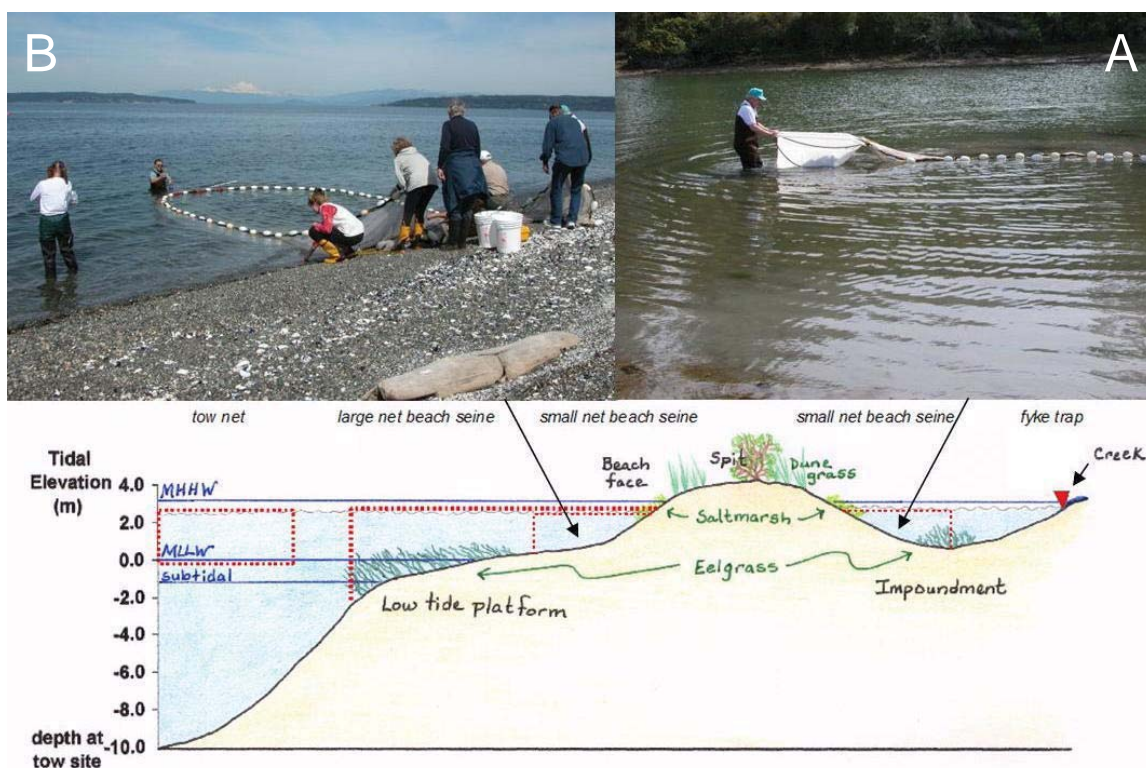 B
A
tow net
large net beach seine
small net beach seine
small net beach seine
fyke trap
Tidal
Elevation
(m)
4.0
2.0
0.0
-2.0
-4.0
-6.0
-8.0
-10.0
depth at
tow site
MHHW
MLLW
subtidal
Beach
face
Spit
Dune
grass
Creek
Saltmarsh
Eelgrass
Low tide platform
Impoundment